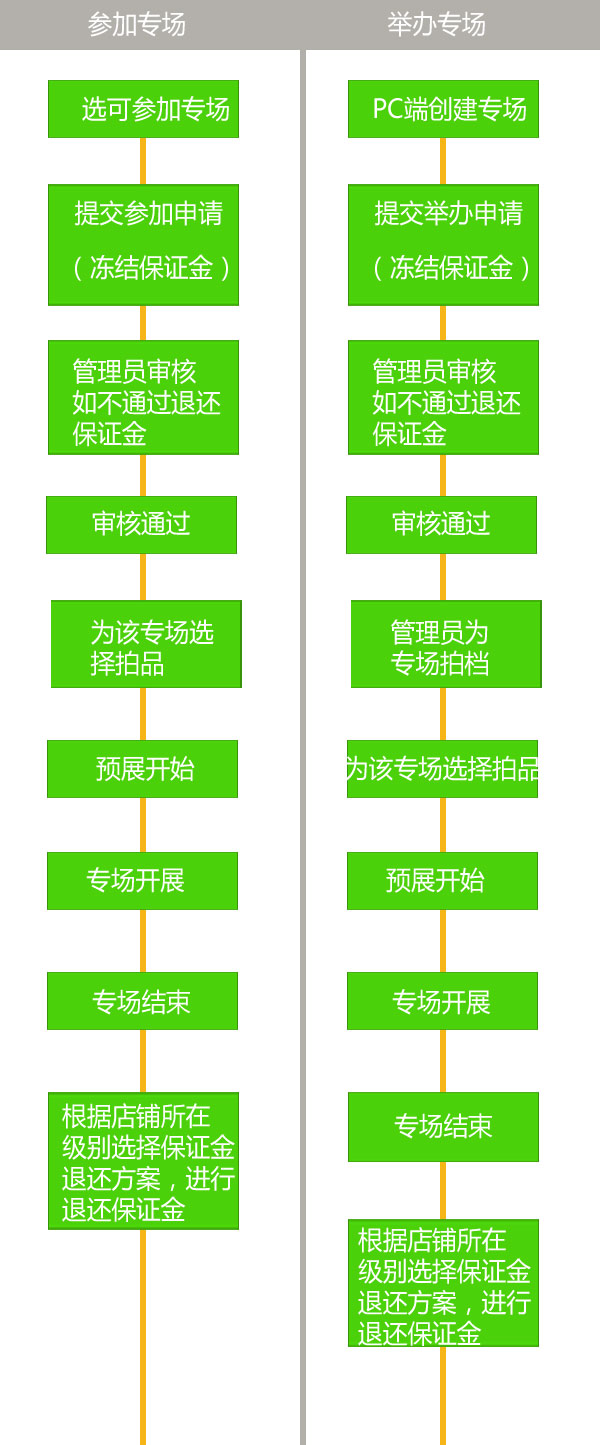 参加专场
选可参加专场
提交参加申请
（冻结保证金）
管理员审核
如不通过退还
保证金
审核通过
为该专场选
择拍品
预展开始
专场开展
专场结束
根据店铺所在
级别选择保证金
退还方案，进行
退还保证金
举办专场
PC端创建专场
提交举办申请
（冻结保证金）
管理员审核
如不通过退还
保证金
审核通过
管理员为
专场拍档
为该专场选择拍品
预展开始
专场开展
专场结束
根据店铺所在
级别选择保证金
退还方案，进行
退还保证金